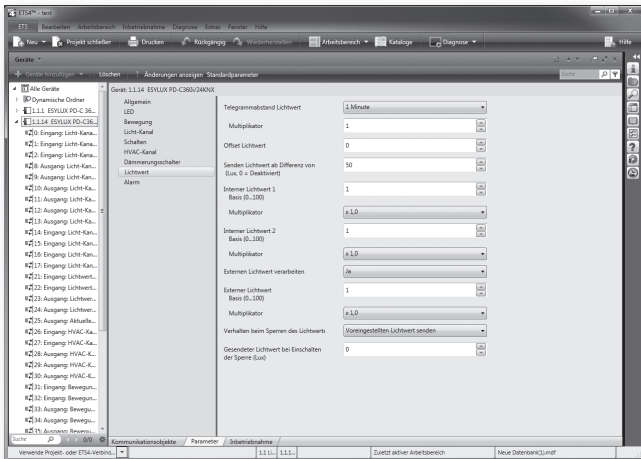 ETS4™ - test
ETS Bearbeiten Arbeitsbereich Inbetriebnahme Diagnose Extras Fenster Hilfe
Neu Projekt schließen Drucken Rückgängig Wiederherstellen Arbeitsbereich Kataloge Diagnose Hilfe
Geräte
Geräte hinzufügen Löschen Änderungen anzeigen Standardparameter Suche
Alle Geräte
Dynamische Ordner
1.1.1 ESYLUX PD-C 36...
1.1.14 ESYLUX PD-C36...
0: Eingang: Licht-Kana...
1: Eingang: Licht-Kana...
2: Eingang: Licht-Kana...
8: Ausgang: Licht-Kan...
9: Ausgang: Licht-Kan...
10: Ausgang: Licht-Ka...
11: Ausgang: Licht-Ka...
12: Ausgang: Licht-Ka...
13: Ausgang: Licht-Ka...
14: Eingang: Licht-Kan...
15: Eingang: Licht-Kan...
16: Eingang: Licht-Kan...
17: Eingang: Licht-Kan...
21: Eingang: Lichtwert...
22: Eingang: Lichtwert...
23: Ausgang: Lichtwer...
24: Ausgang: Lichtwer...
25: Ausgang: Aktuelle...
26: Eingang: HVAC-Ka...
27: Eingang: HVAC-Ka...
28: Ausgang: HVAC-K...
29: Ausgang: HVAC-K...
30: Ausgang: HVAC-K...
31: Eingang: Bewegun...
32: Eingang: Bewegun...
33: Ausgang: Bewegu...
34: Ausgang: Bewegu...
35: Ausgang: Bewegu...
Suche 0/0
Gerät: 1.1.14 ESYLUX PD-C360i/24KNX
Allgemein
LED
Bewegung
Licht-Kanal
Schalten
HVAC-Kanal
Dämmerungsschalter
Lichtwert
Alarm
Telegrammabstand Lichtwert 1 Minute
Multiplikator 1
Offset Lichtwert 0
Senden Lichtwert ab Differenz von 50
(Lux, 0 = Deaktiviert)
Interner Lichtwert 1 1
Basis (0...100)
Multiplikator x 1,0
Interner Lichtwert 2 1
Basis (0...100)
Multiplikator x 1,0
Externen Lichtwert verarbeiten Ja
Externer Lichtwert 1
Basis (0...100)
Multiplikator x 1,0
Verhalten beim Sperren des Lichtwerts Voreingestellten Lichtwert senden
Gesendeter Lichtwert bei Einschalten 0
der Sperre (Lux)
Kommunikationsobjekte Parameter Inbetriebnahme
Verwende Projekt- oder ETS4-Verbind... 1.1 Li... 1.1.1... Zuletzt aktiver Arbeitsbereich Neue Datenbank(1).mdf